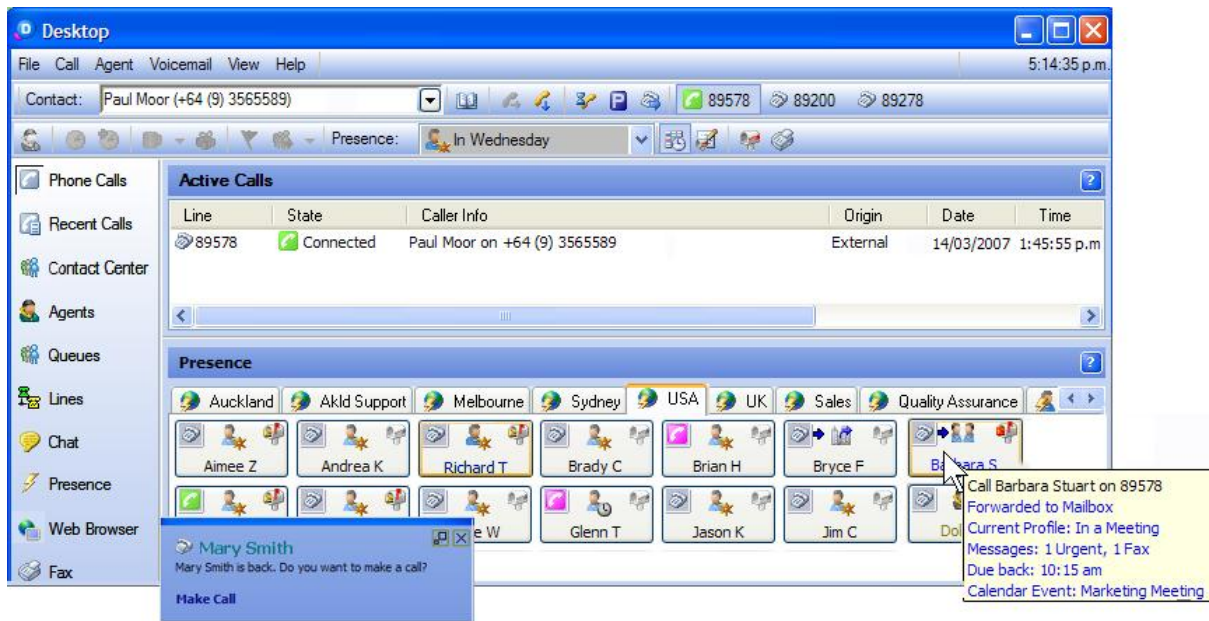 Desktop
File Call Agent Voicemail View Help 5:14:35 p.m.
Contact: Paul Moor (+64 (9) 3565589) 89578 89200 89278
Presence: In Wednesday
Phone Calls
Recent Calls
Contact Center
Agents
Queues
Lines
Chat
Presence
Web Browser
Fax
Active Calls
Line State Caller Info Origin Date Time
89578 Connected Paul Moor on +64 (9) 3565589 External 14/03/2007 1:45:55 p.m
Presence
Auckland Akld Support Melbourne Sydney USA UK Sales Quality Assurance
Aimee Z Andrea K Richard T Brady C Brian H Bryce F Barbara S
e W Glenn T Jason K Jim C Dol
Mary Smith
Mary Smith is back. Do you want to make a call?
Make Call
Call Barbara Stuart on 89578
Forwarded to Mailbox
Current Profile: In a Meeting
Messages: 1 Urgent, 1 Fax
Due back: 10:15 am
Calendar Event: Marketing Meeting